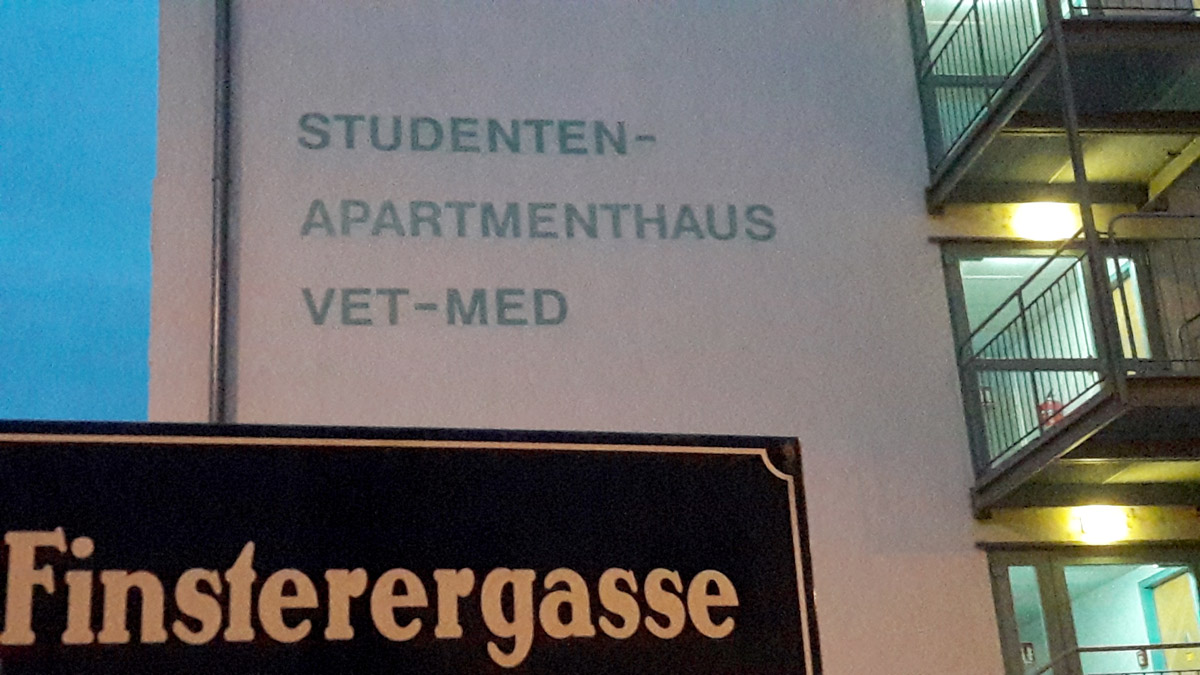 STUDENTEN-
APARTMENTHAUS
VET-MED
Finsterergasse